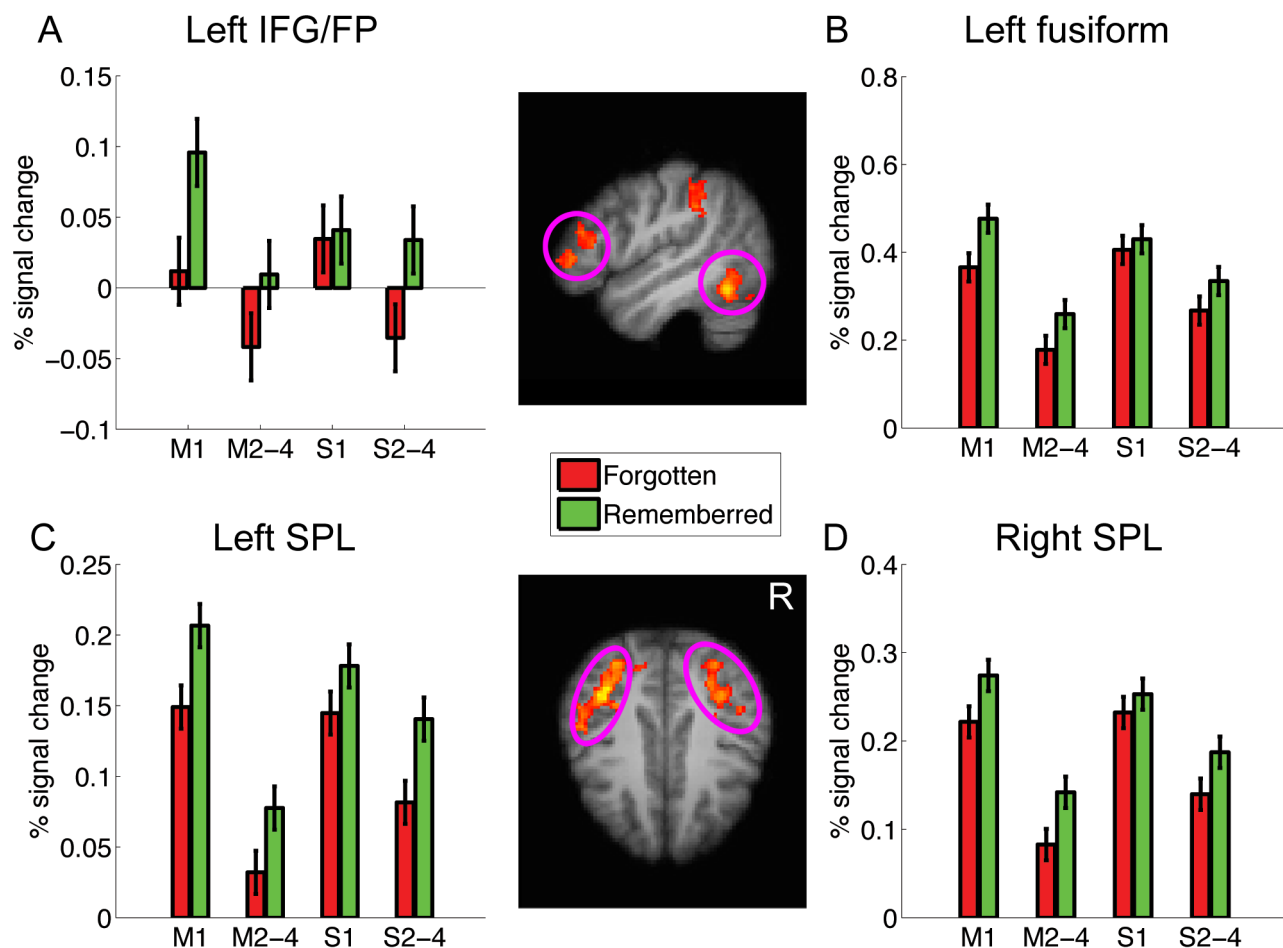 A Left IFG/FP
% signal change
0.15
0.1
0.05
0
−0.05
−0.1
M1 M2−4 S1 S2−4
B Left fusiform
% signal change
0.8
0.6
0.4
0.2
0
M1 M2−4 S1 S2−4
Forgotten
Rememberred
C Left SPL
% signal change
0.25
0.2
0.15
0.1
0.05
0
M1 M2−4 S1 S2−4
R
D Right SPL
% signal change
0.4
0.3
0.2
0.1
0
M1 M2−4 S1 S2−4